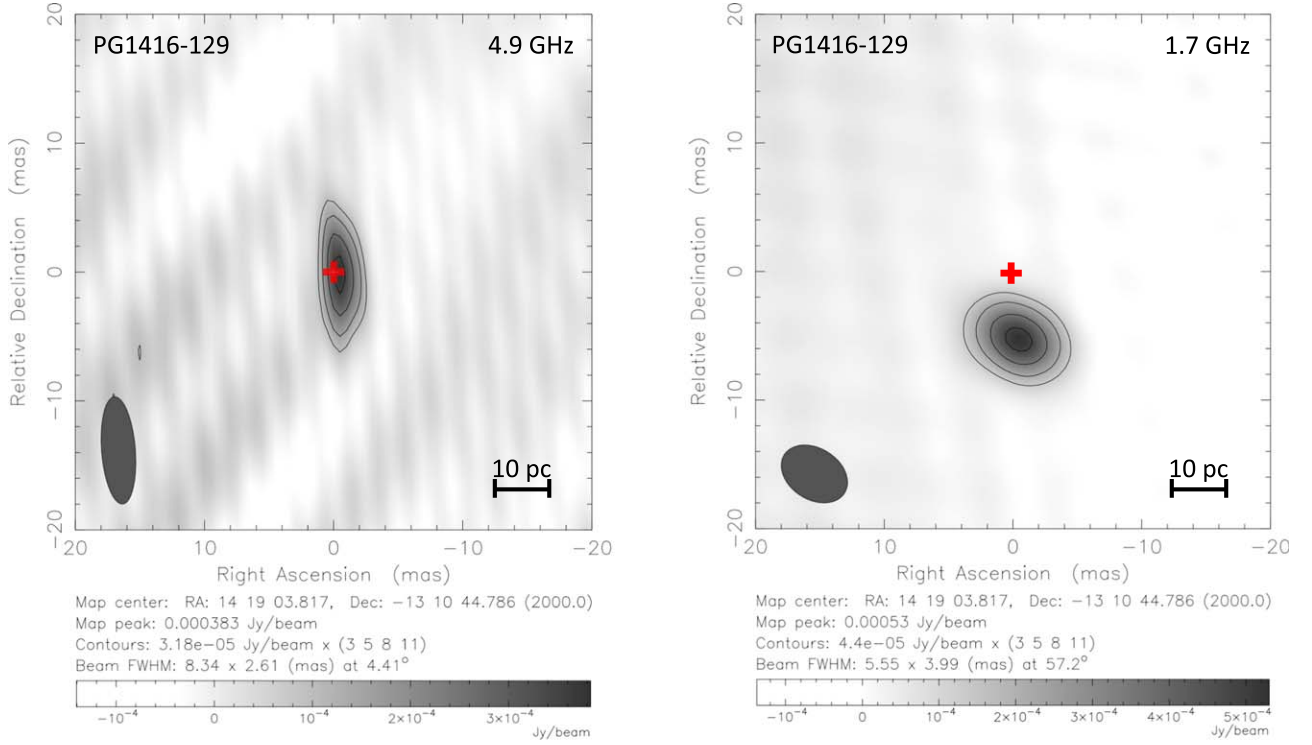 PG1416-129 4.9 GHz
20
10
0
−10
−20
Relative Declination (mas)
10 pc
20 10 0 −10 −20
Right Ascension (mas)
Map center: RA: 14 19 03.817, Dec: −13 10 44.786 (2000.0)
Map peak: 0.000383 Jy/beam
Contours: 3.18e−05 Jy/beam x (3 5 8 11)
Beam FWHM: 8.34 x 2.61 (mas) at 4.41°
−10⁻⁴ 0 10⁻⁴ 2×10⁻⁴ 3×10⁻⁴
Jy/beam
PG1416-129 1.7 GHz
20
10
0
−10
−20
Relative Declination (mas)
10 pc
20 10 0 −10 −20
Right Ascension (mas)
Map center: RA: 14 19 03.817, Dec: −13 10 44.786 (2000.0)
Map peak: 0.00053 Jy/beam
Contours: 4.4e−05 Jy/beam x (3 5 8 11)
Beam FWHM: 5.55 x 3.99 (mas) at 57.2°
−10⁻⁴ 0 10⁻⁴ 2×10⁻⁴ 3×10⁻⁴ 4×10⁻⁴ 5×10⁻⁴
Jy/beam